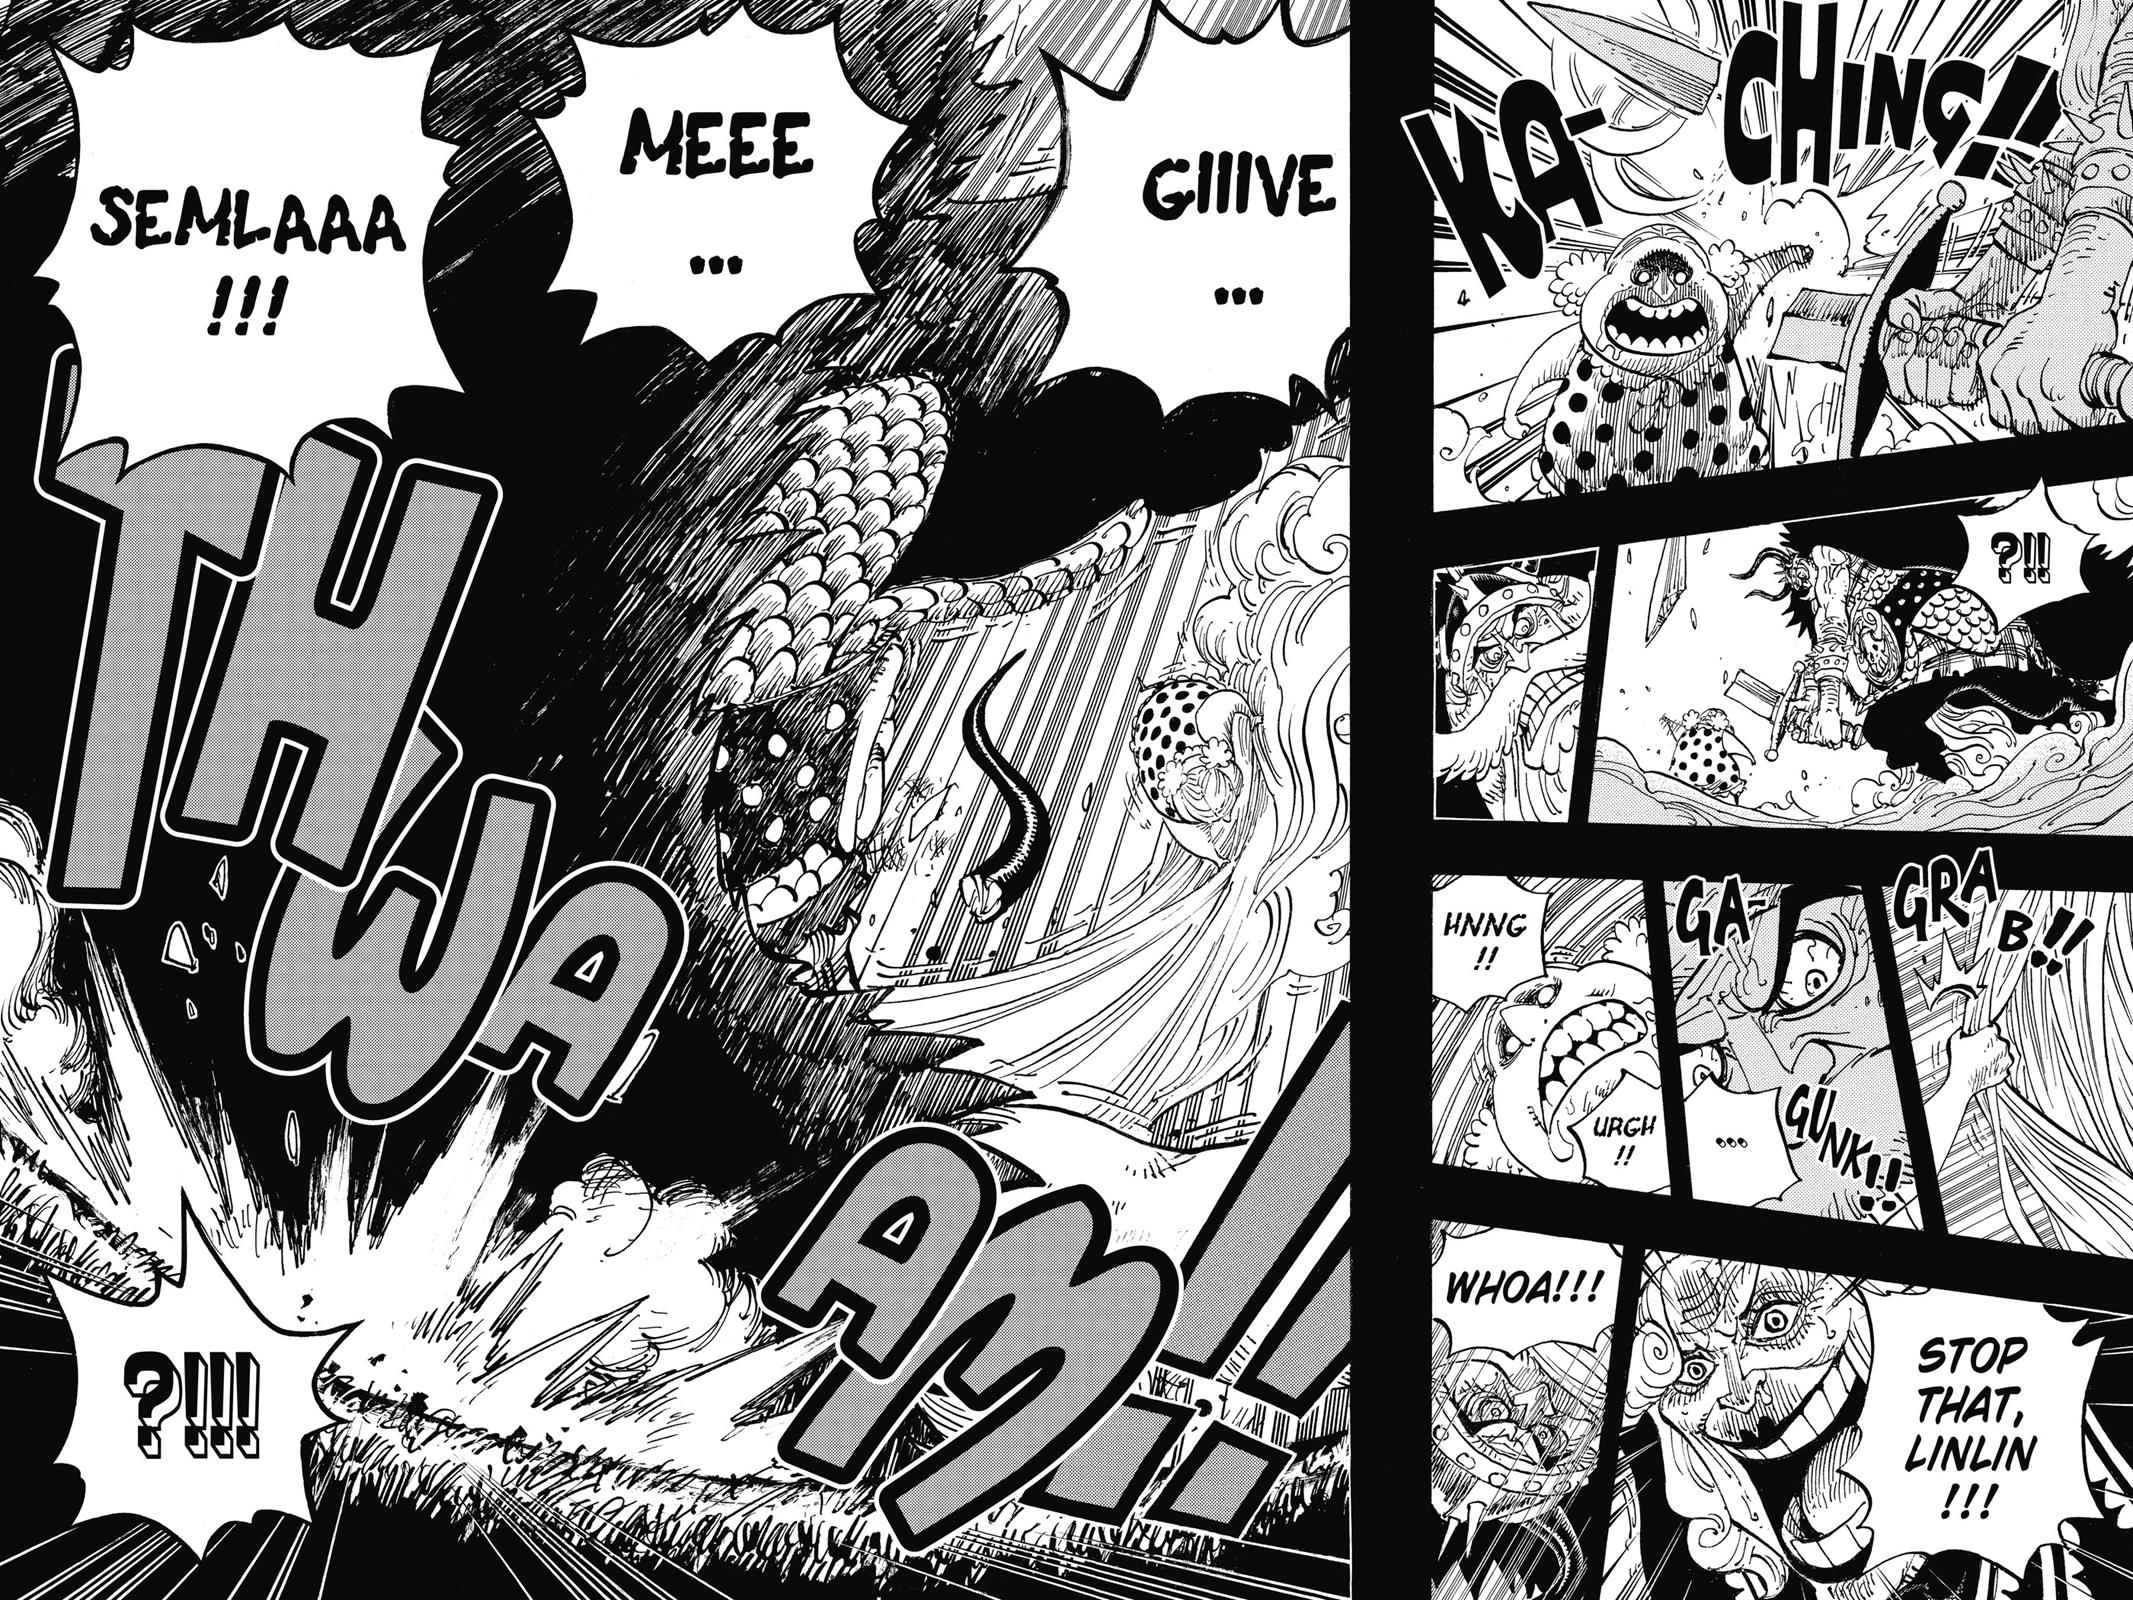 KA-
CHING!!
?!!
GRA
B!!
GA-
GUNK!!
...
HNNG
!!
URGH
!!
STOP
THAT,
LINLIN
!!!
WHOA!!!
GIIIVE
...
MEEE
...
SEMLAAA
!!!
THWA
AM!!
?!!!